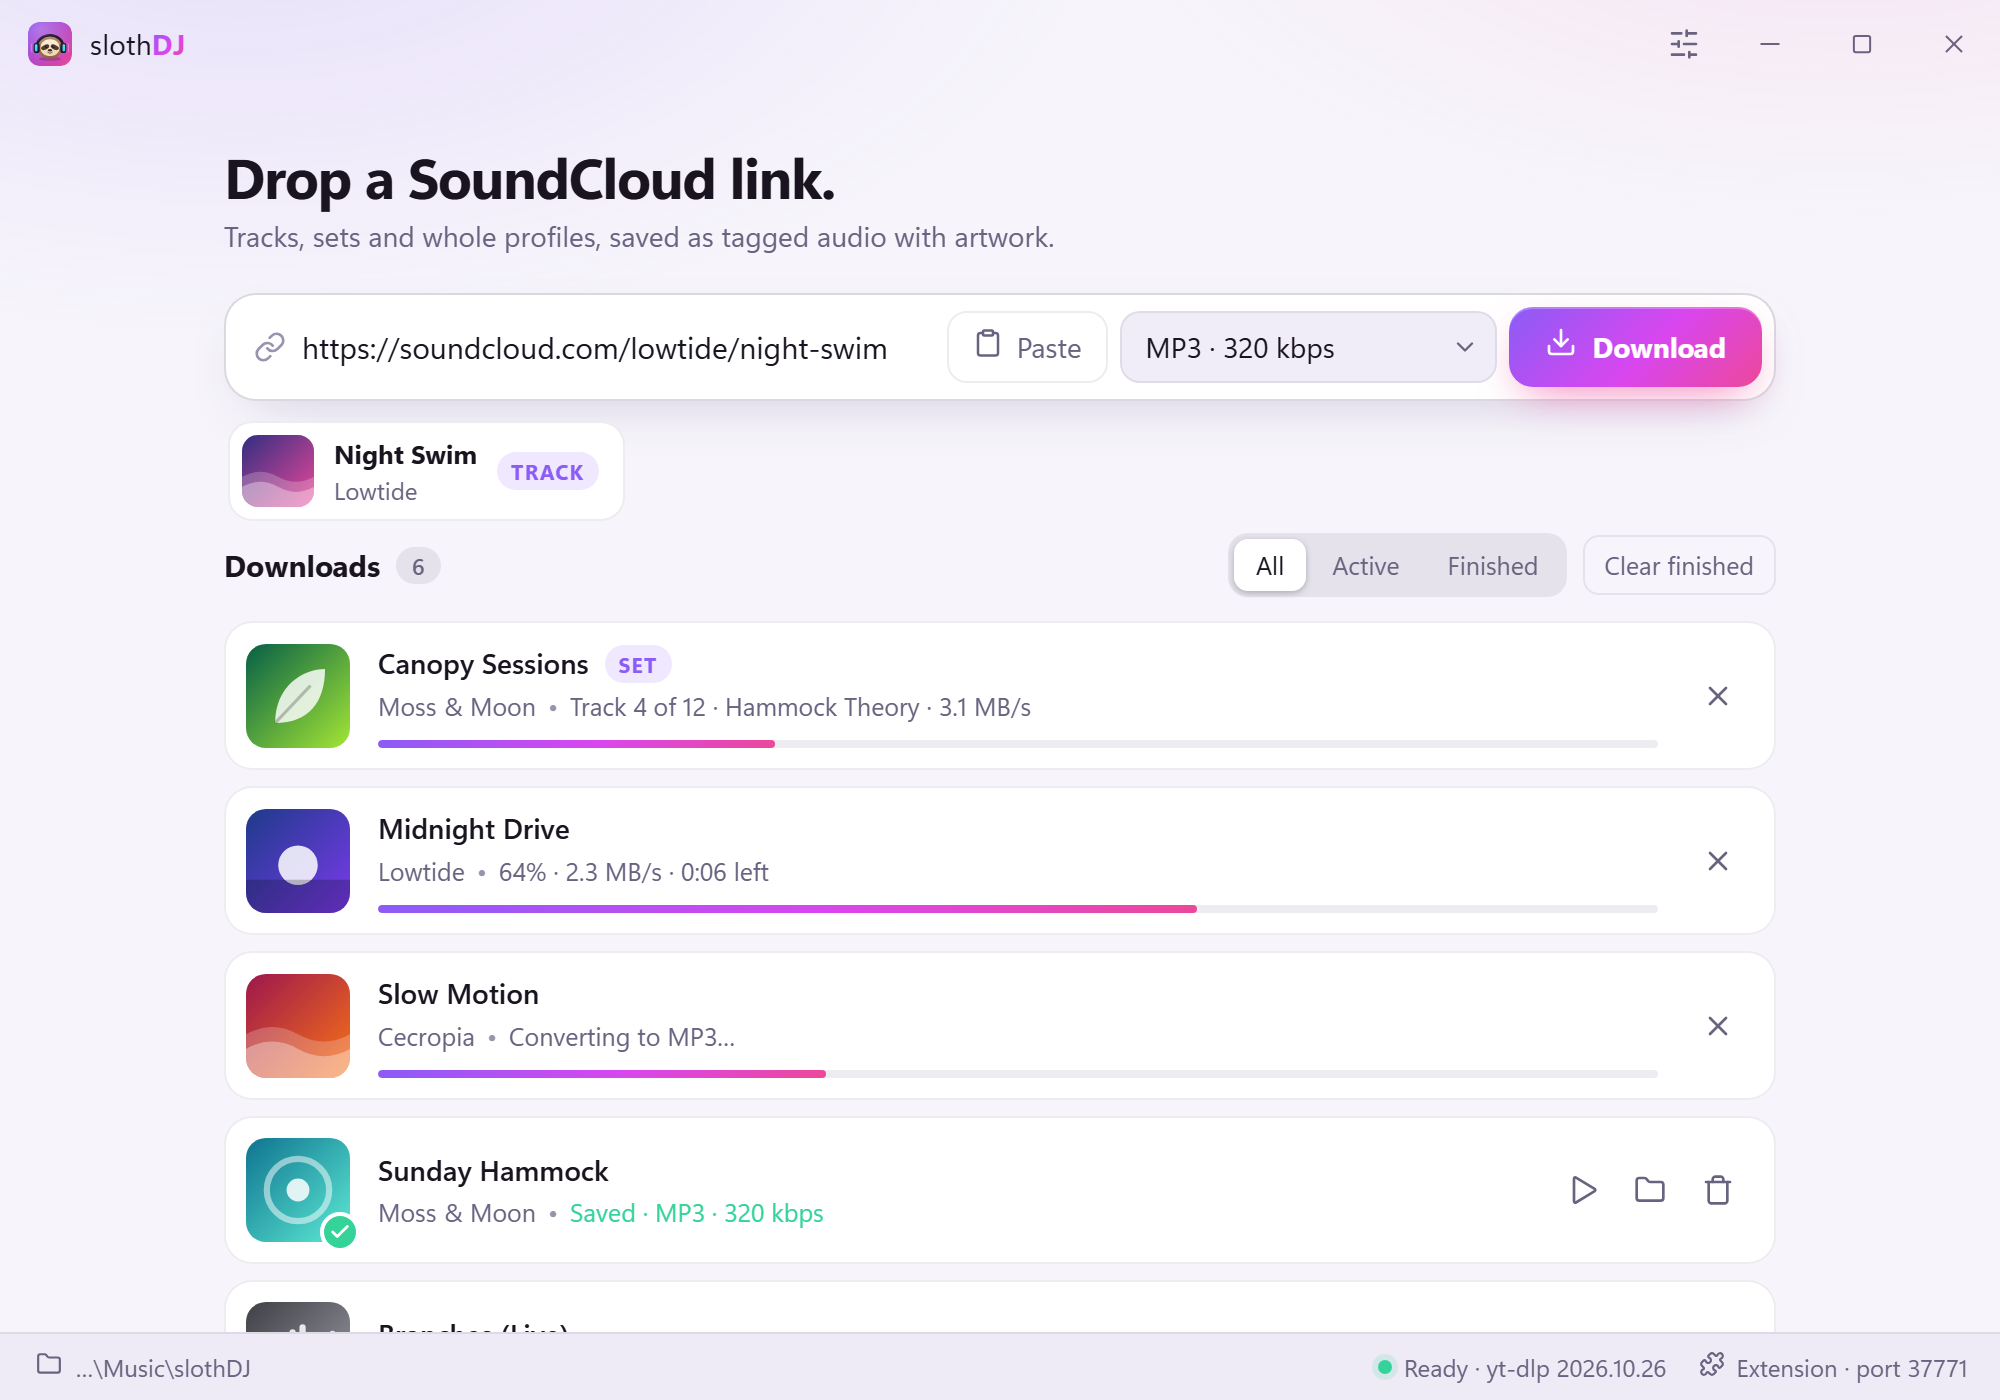 slothDJ
Drop a SoundCloud link.
Tracks, sets and whole profiles, saved as tagged audio with artwork.
https://soundcloud.com/lowtide/night-swim
Paste
MP3 · 320 kbps
Download
Night Swim
Lowtide
TRACK
Downloads 6
All
Active
Finished
Clear finished
Canopy Sessions SET
Moss & Moon • Track 4 of 12 · Hammock Theory · 3.1 MB/s
Midnight Drive
Lowtide • 64% · 2.3 MB/s · 0:06 left
Slow Motion
Cecropia • Converting to MP3...
Sunday Hammock
Moss & Moon • Saved · MP3 · 320 kbps
Branches (Live)
...\Music\slothDJ
Ready · yt-dlp 2026.10.26
Extension · port 37771